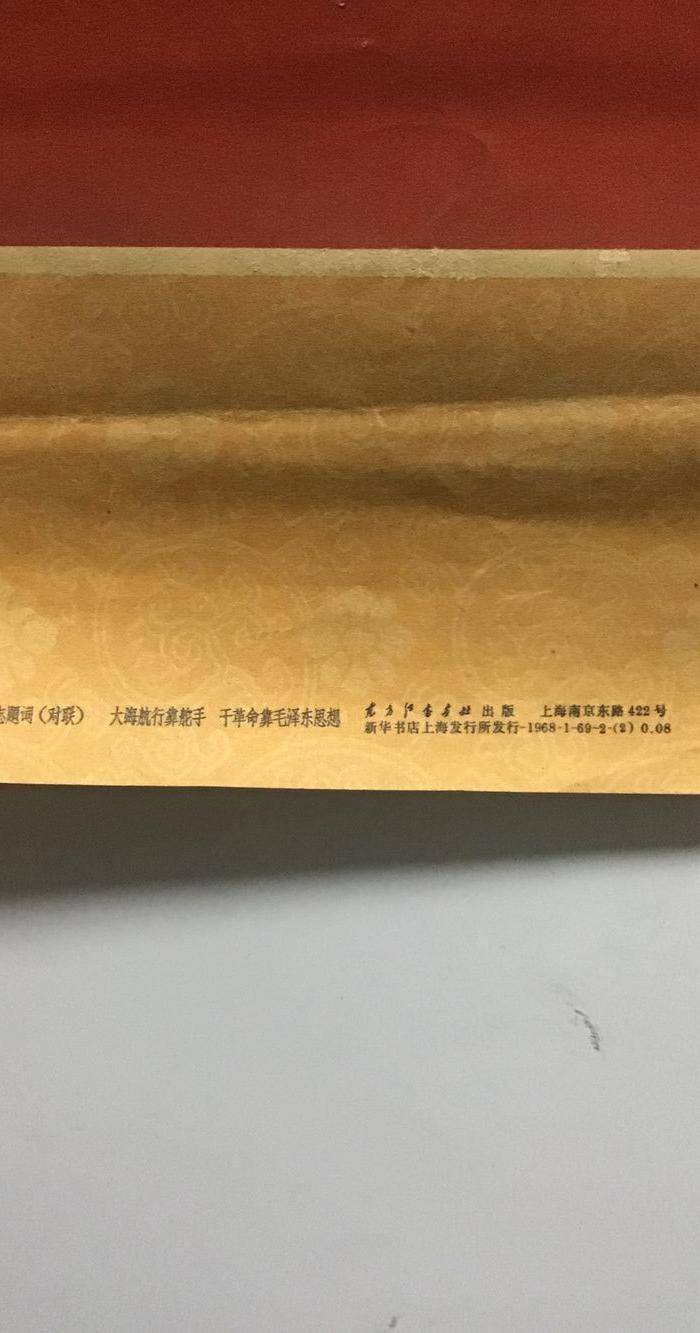 志题词（对联） 大海航行靠舵手 干革命靠毛泽东思想
东方红书画社 出版 上海南京东路422号
新华书店上海发行所发行-1968-1-69-2-(2) 0.08